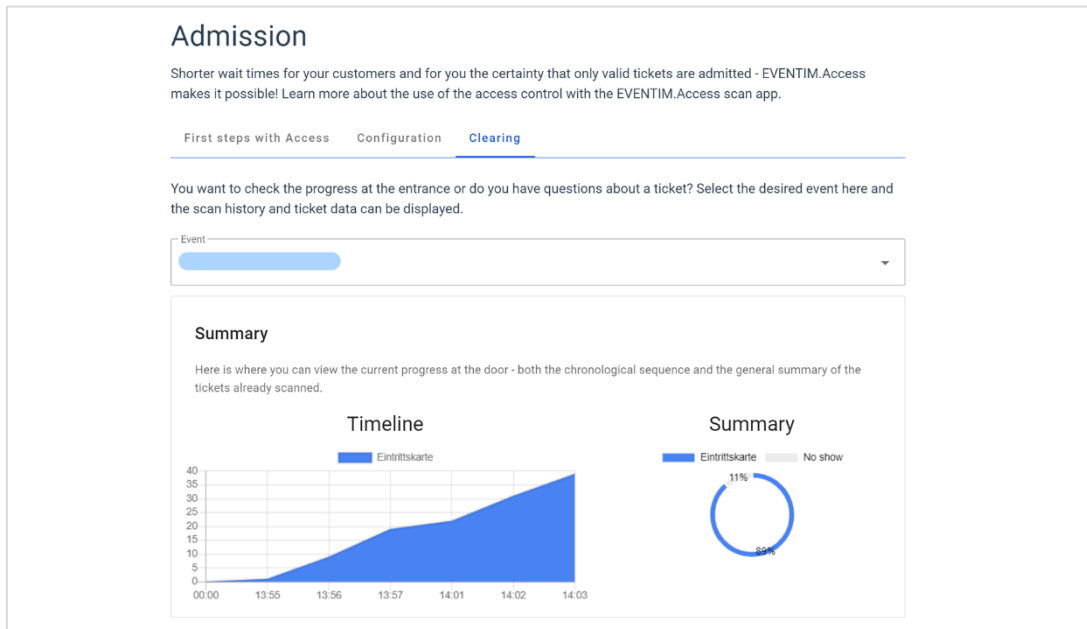 Admission
Shorter wait times for your customers and for you the certainty that only valid tickets are admitted - EVENTIM.Access
makes it possible! Learn more about the use of the access control with the EVENTIM.Access scan app.
First steps with Access Configuration Clearing
You want to check the progress at the entrance or do you have questions about a ticket? Select the desired event here and
the scan history and ticket data can be displayed.
Event
Summary
Here is where you can view the current progress at the door - both the chronological sequence and the general summary of the
tickets already scanned.
Timeline
Eintrittskarte
40
35
30
25
20
15
10
5
0
00:00 13:55 13:56 13:57 14:01 14:02 14:03
Summary
Eintrittskarte No show
11%
89%